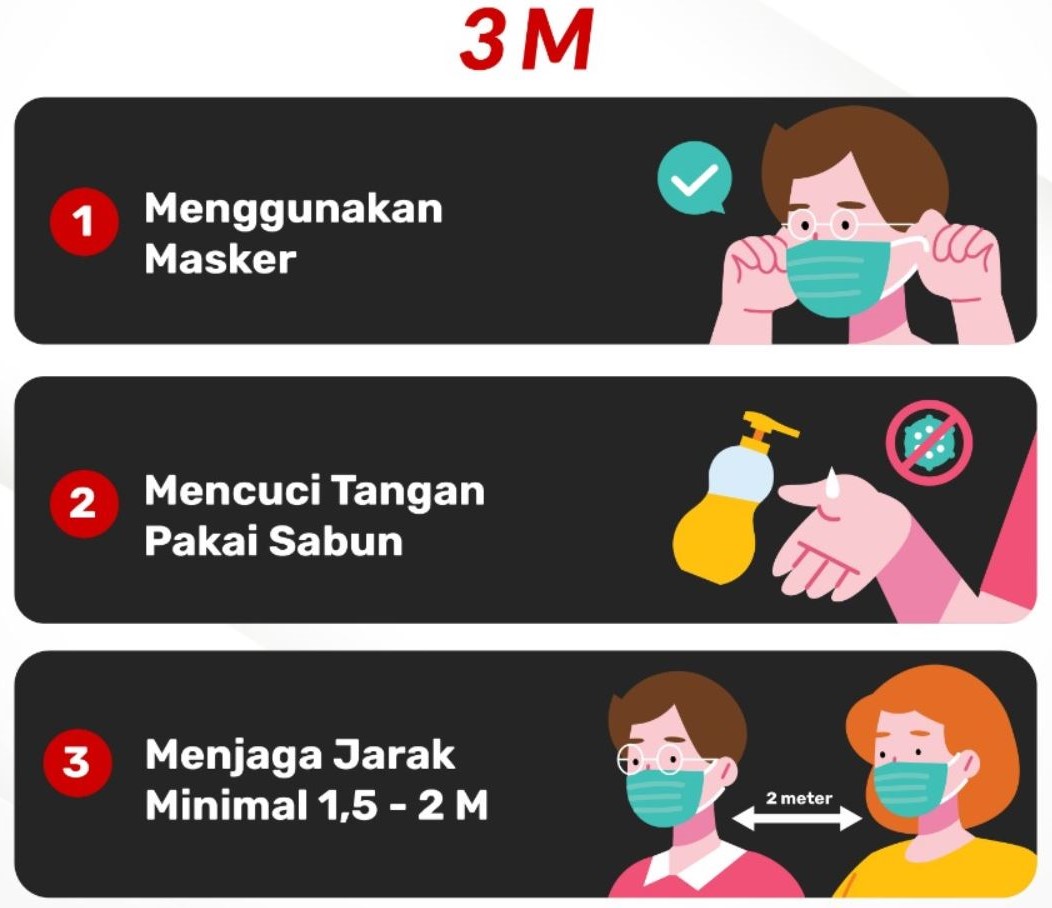 3 M
1
Menggunakan
Masker
2
Mencuci Tangan
Pakai Sabun
3
Menjaga Jarak
Minimal 1,5 - 2 M
2 meter